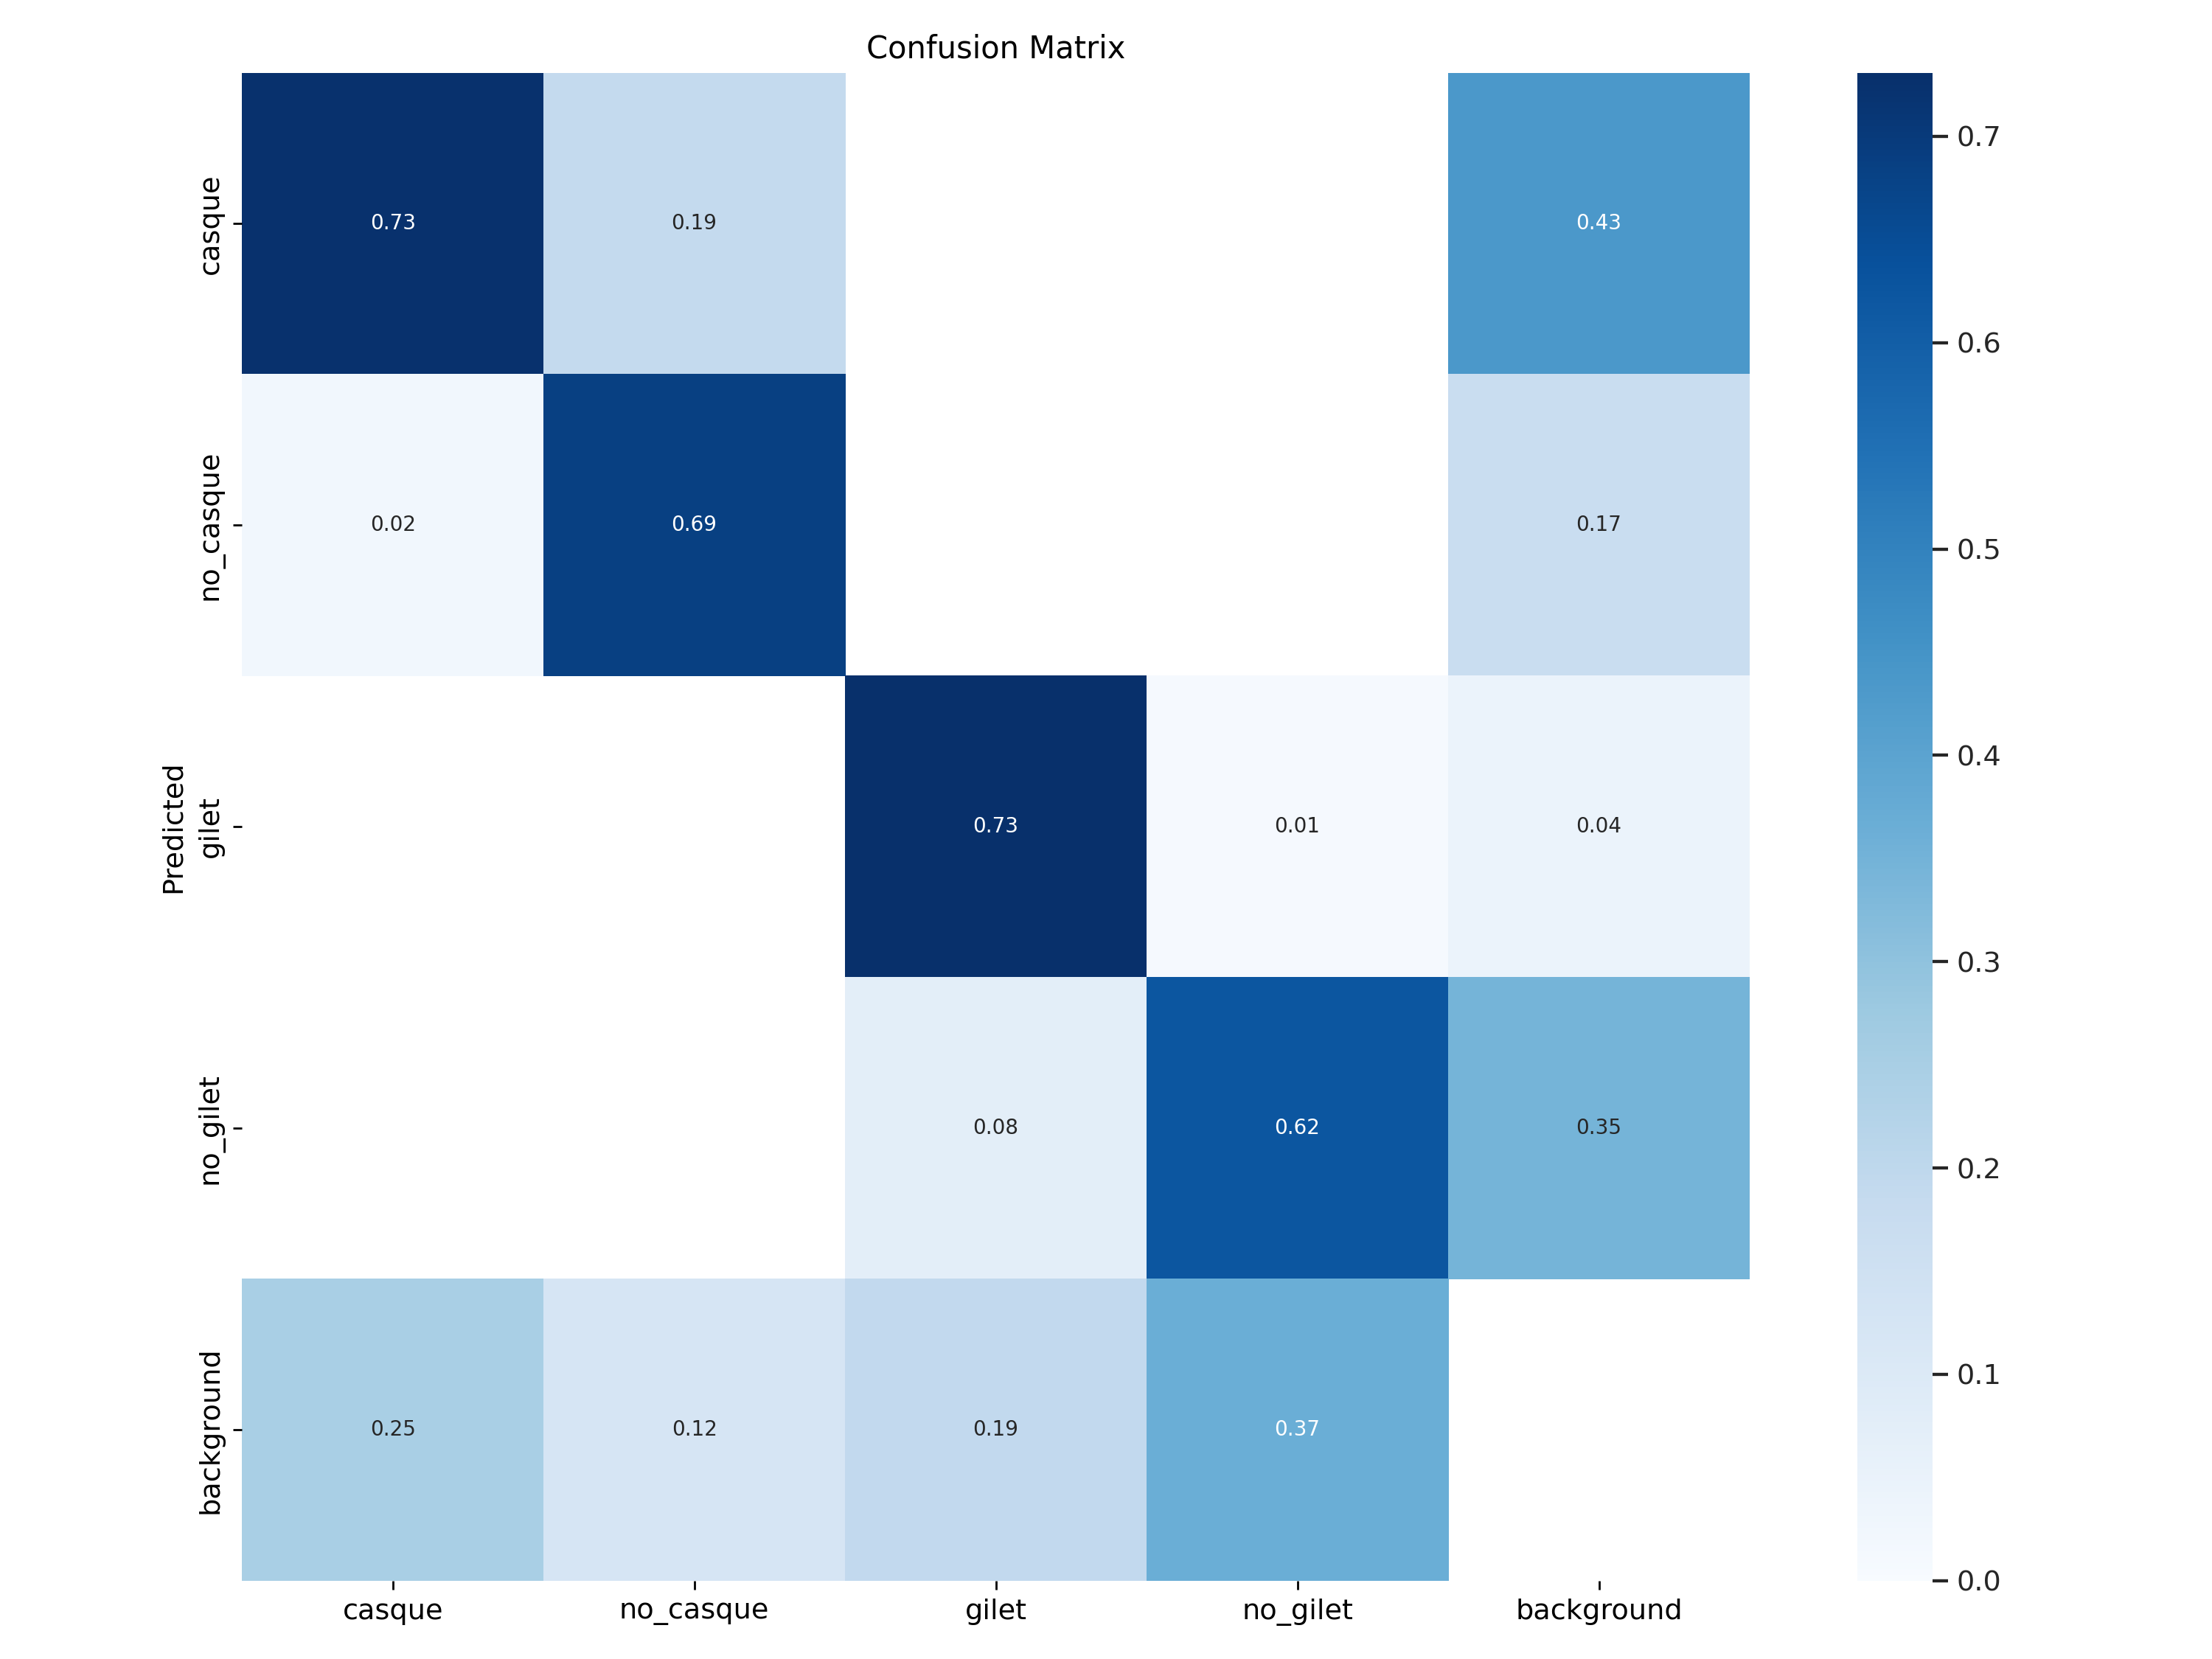 Confusion Matrix
casque
0.73
0.19
0.43
no_casque
0.02
0.69
0.17
Predicted
gilet
0.73
0.01
0.04
no_gilet
0.08
0.62
0.35
background
0.25
0.12
0.19
0.37
casque
no_casque
gilet
no_gilet
background
0.7
0.6
0.5
0.4
0.3
0.2
0.1
0.0